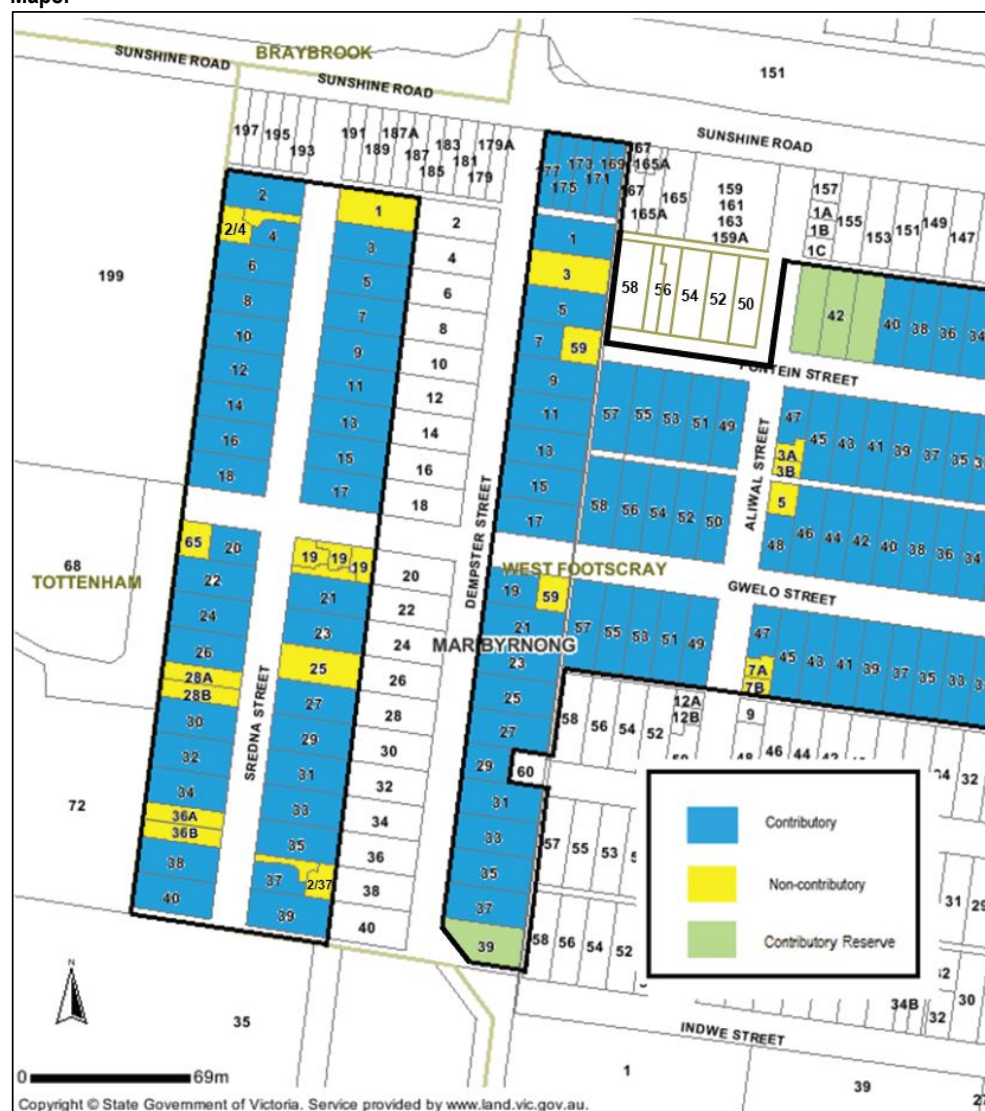 BRAYBROOK
SUNSHINE ROAD
SUNSHINE ROAD
SUNSHINE ROAD
151
197 195 193 191 189 187A 187 185 183 181 179A 179
177 175 173 171 169 167 165A
167 165A 165
159
161
163
159A
157
1A
1B
1C
155 153 151 149 147
199
2
2/4 4
6
8
10
12
14
16
18
1
3
5
7
9
11
13
15
17
2
4
6
8
10
12
14
16
18
1
3
5
7 59
9
11
13
15
17
58 56 54 52 50
42 40 38 36 34
57 55 53 51 49
ALIWAL STREET
47 45 43 41 39 37 35
3A
3B
5
58 56 54 52 50
48 46 44 42 40 38 36 34
DEMPSTER STREET
WEST FOOTSCRAY
GWELO STREET
68
TOTTENHAM
65 20
22
24
26
28A
28B
30
32
34
36A
36B
38
40
SREDNA STREET
19 19 19
21
23
25
27
29
31
33
35
37 2/37
39
20
22
24
26
28
30
32
34
36
38
40
MARIBYRNONG
19 59
21
23
25
27
29 60
31
33
35
37
39
57 55 53 51 49
47 45 43 41 39 37 35 33
7A
7B
9
58 56 54 52
12A
12B
46 44 42
32
57 55 53
58 56 54 52
31 29
34B 32 30
72
Contributory
Non-contributory
Contributory Reserve
N
35
INDWE STREET
1
39
0 69m
Copyright © State Government of Victoria. Service provided by www.land.vic.gov.au.